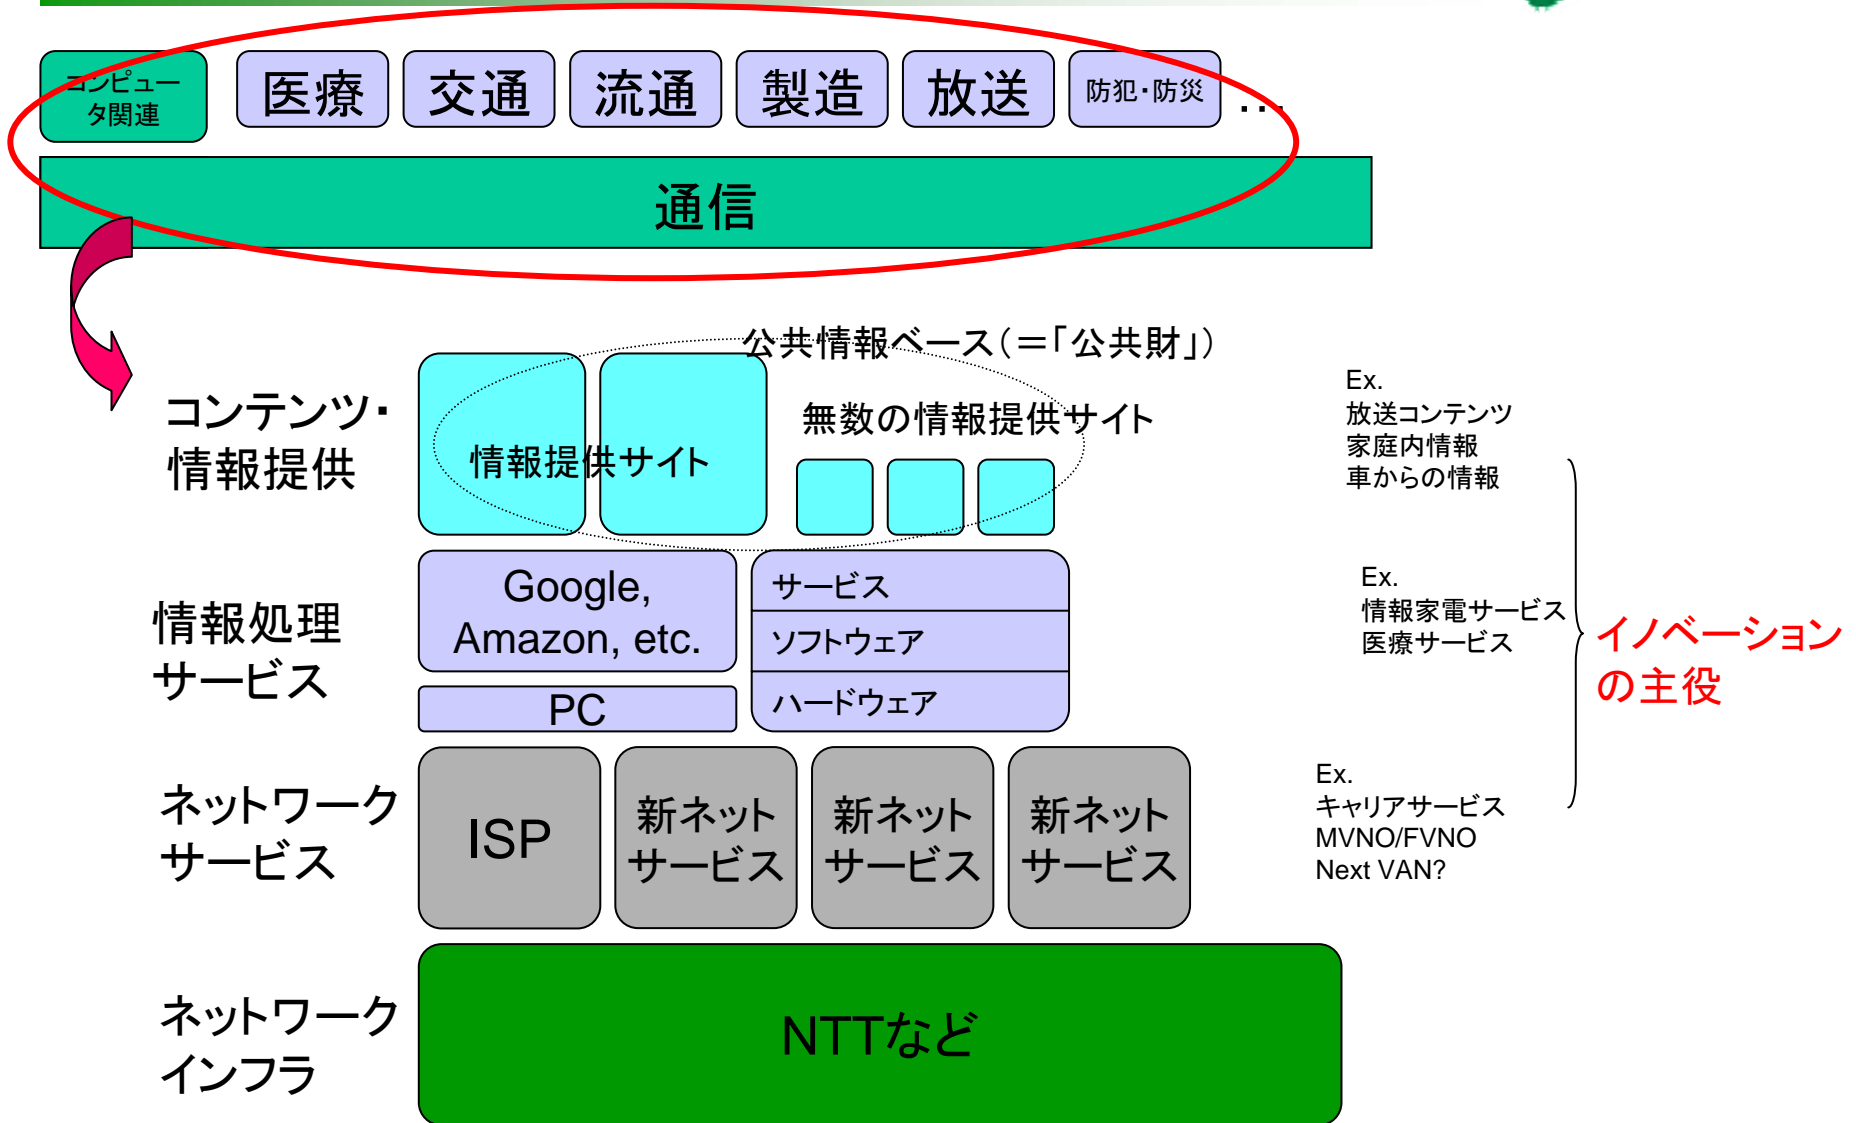 コンピュー
タ関連
医療
交通
流通
製造
放送
防犯・防災
…
通信
公共情報ベース(＝「公共財」)
コンテンツ・
情報提供
情報提供サイト
無数の情報提供サイト
Ex.
放送コンテンツ
家庭内情報
車からの情報
情報処理
サービス
Google,
Amazon, etc.
PC
サービス
ソフトウェア
ハードウェア
Ex.
情報家電サービス
医療サービス
イノベーション
の主役
ネットワーク
サービス
ISP
新ネット
サービス
新ネット
サービス
新ネット
サービス
Ex.
キャリアサービス
MVNO/FVNO
Next VAN?
ネットワーク
インフラ
NTTなど